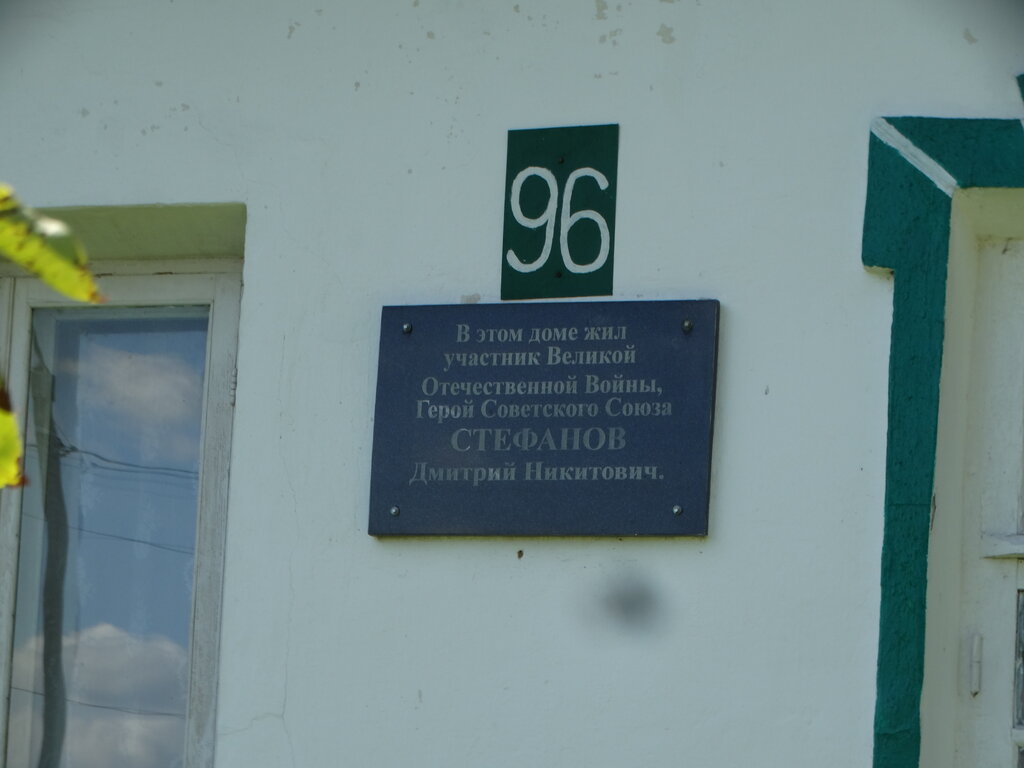 96
В этом доме жил
участник Великой
Отечественной Войны,
Герой Советского Союза
СТЕФАНОВ
Дмитрий Никитович.